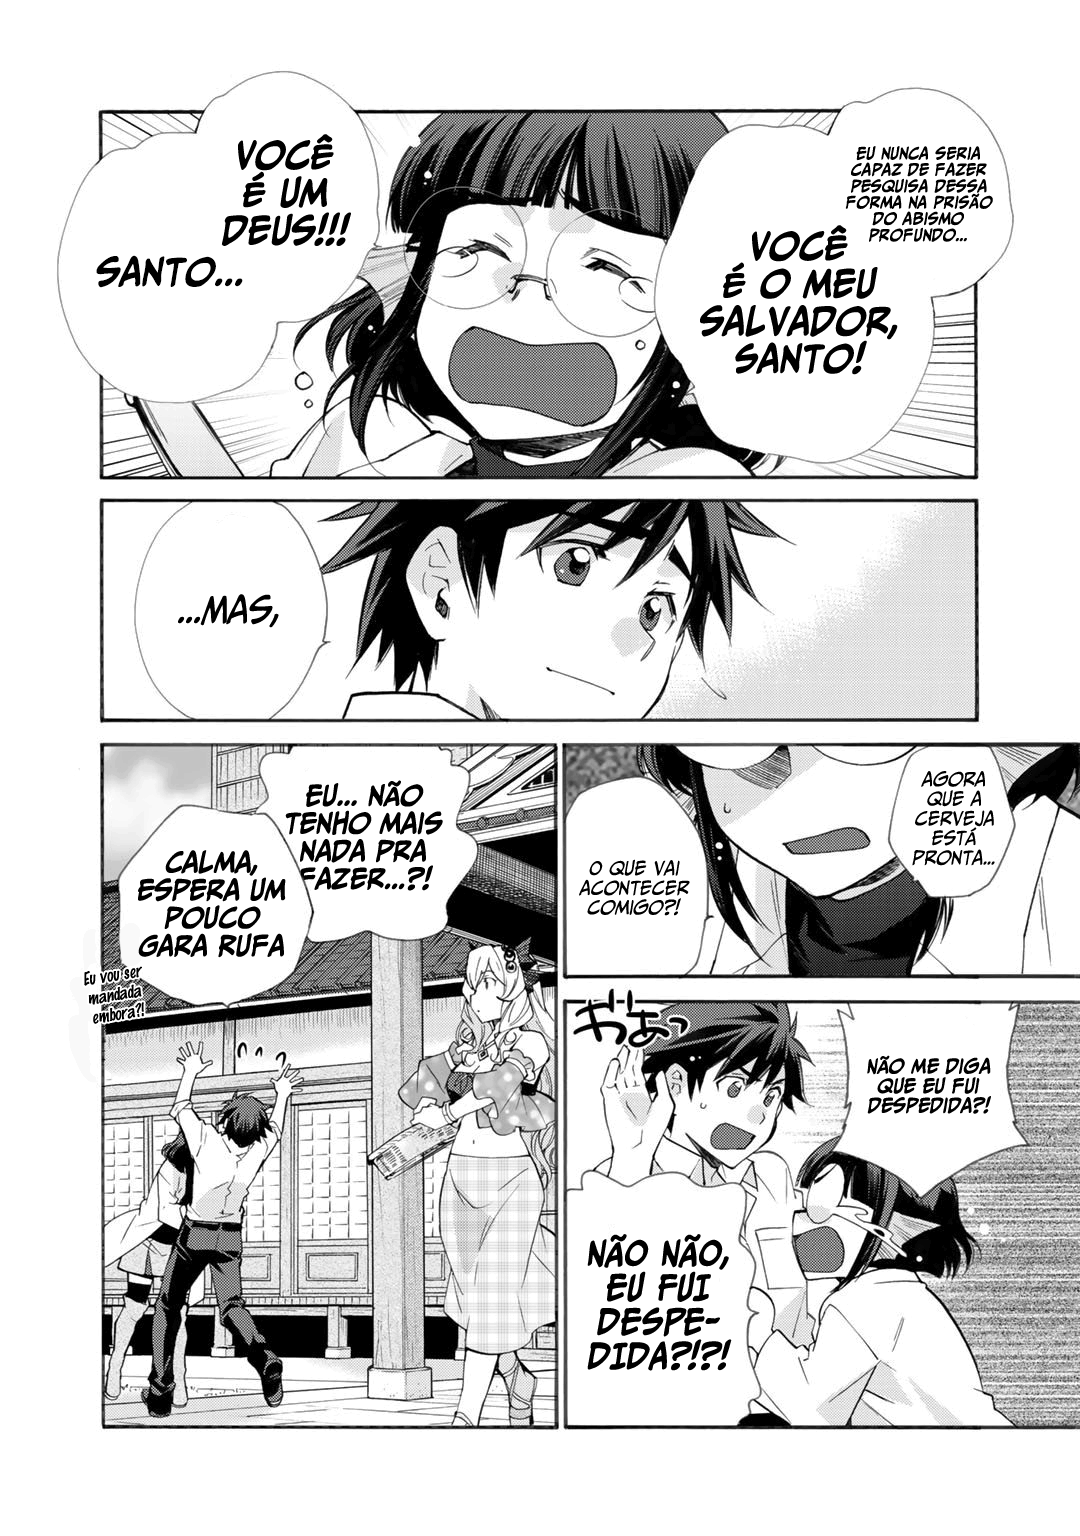 EU NUNCA SERIA
CAPAZ DE FAZER
PESQUISA DESSA
FORMA NA PRISÃO
DO ABISMO
PROFUNDO...
VOCÊ
É O MEU
SALVADOR,
SANTO!
VOCÊ
É UM
DEUS!!!
SANTO...
...MAS,
AGORA
QUE A
CERVEJA
ESTÁ
PRONTA...
O QUE VAI
ACONTECER
COMIGO?!
EU... NÃO
TENHO MAIS
NADA PRA
FAZER...?!
CALMA,
ESPERA UM
POUCO
GARA RUFA
Eu vou ser
mandada
embora?!
NÃO ME DIGA
QUE EU FUI
DESPEDIDA?!
NÃO NÃO,
EU FUI
DESPE-
DIDA?!?!